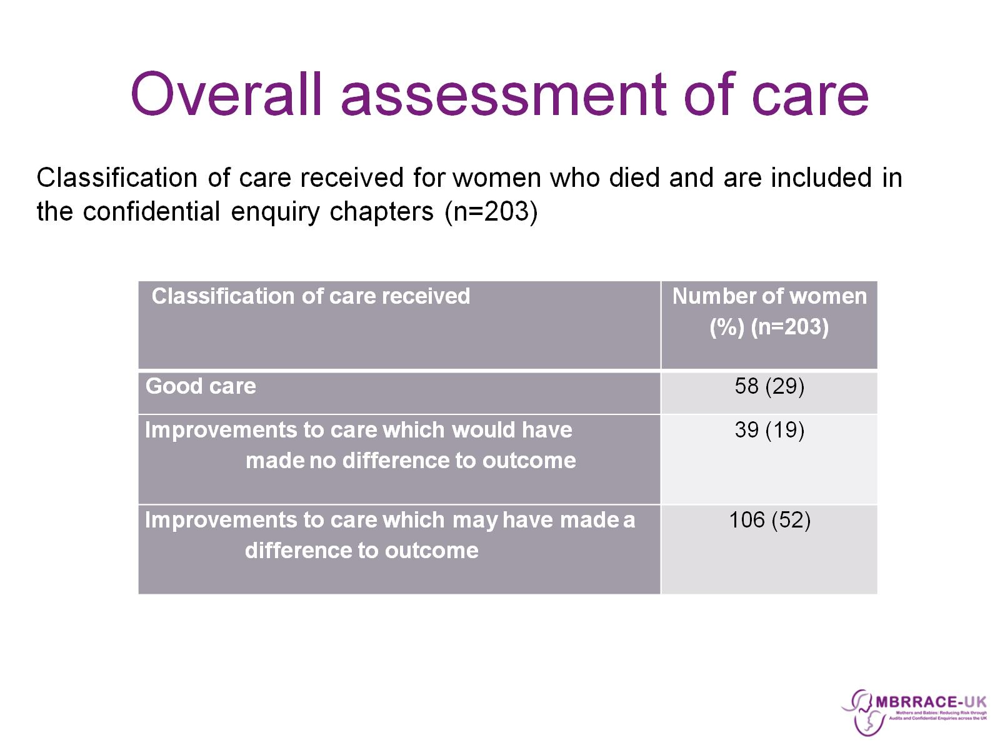 Overall assessment of care
Classification of care received for women who died and are included in
the confidential enquiry chapters (n=203)
Classification of care received
Number of women
(%) (n=203)
Good care
58 (29)
Improvements to care which would have
made no difference to outcome
39 (19)
Improvements to care which may have made a
difference to outcome
106 (52)
MBRRACE-UK
Mothers and Babies: Reducing Risk through
Audits and Confidential Enquiries across the UK